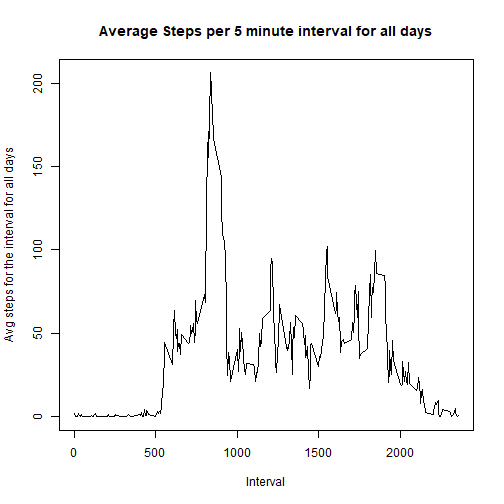 Average Steps per 5 minute interval for all days
Avg steps for the interval for all days
200
150
100
50
0
0 500 1000 1500 2000
Interval